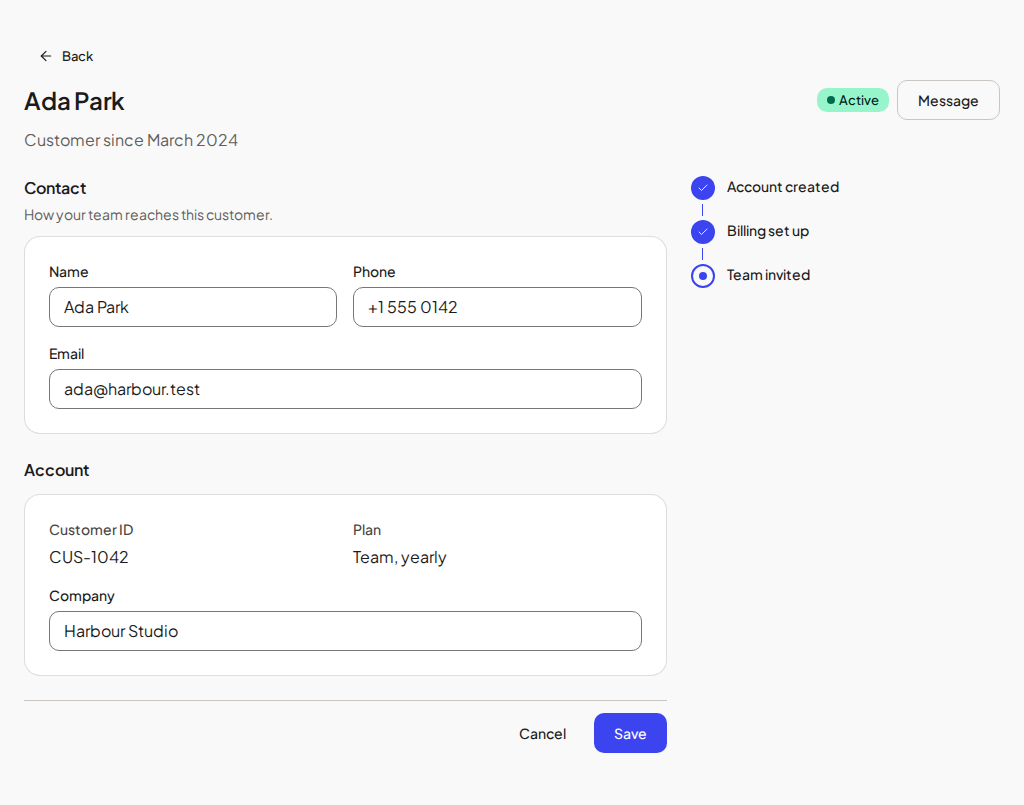 Back
Ada Park
Active
Message
Customer since March 2024
Contact
How your team reaches this customer.
Name
Phone
Ada Park
+1 555 0142
Email
ada@harbour.test
Account
Customer ID
Plan
CUS-1042
Team, yearly
Company
Harbour Studio
Cancel
Save
Account created
Billing set up
Team invited